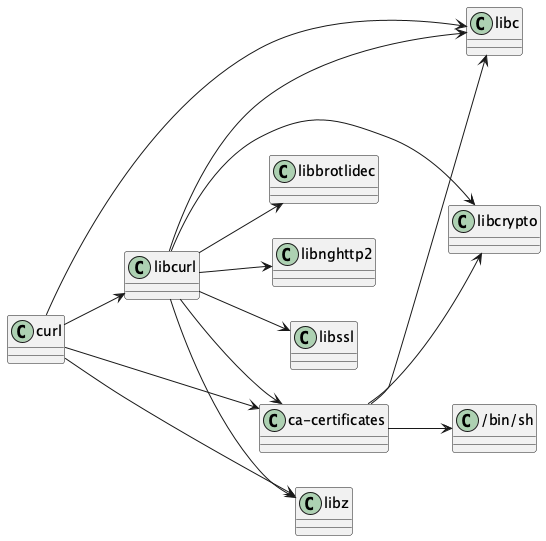 C libc
C libbrotlidec
C libcrypto
C libnghttp2
C libcurl
C curl
C libssl
C ca-certificates
C /bin/sh
C libz